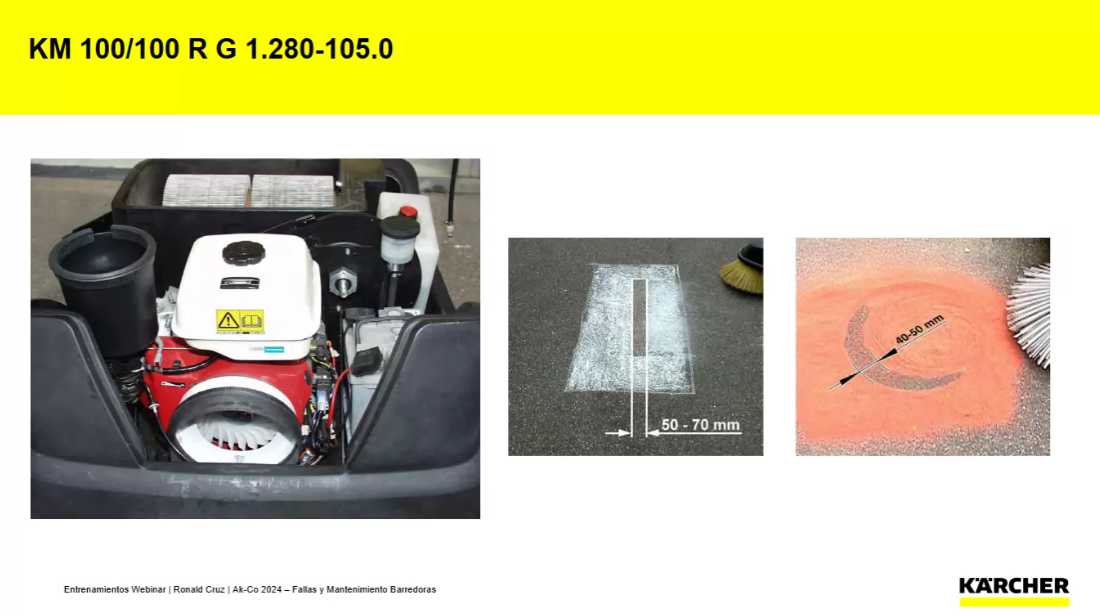 KM 100/100 R G 1.280-105.0
50 - 70 mm
40-50 mm
Entrenamientos Webinar | Ronald Cruz | Ak-Co 2024 – Fallas y Mantenimiento Barredoras
KÄRCHER